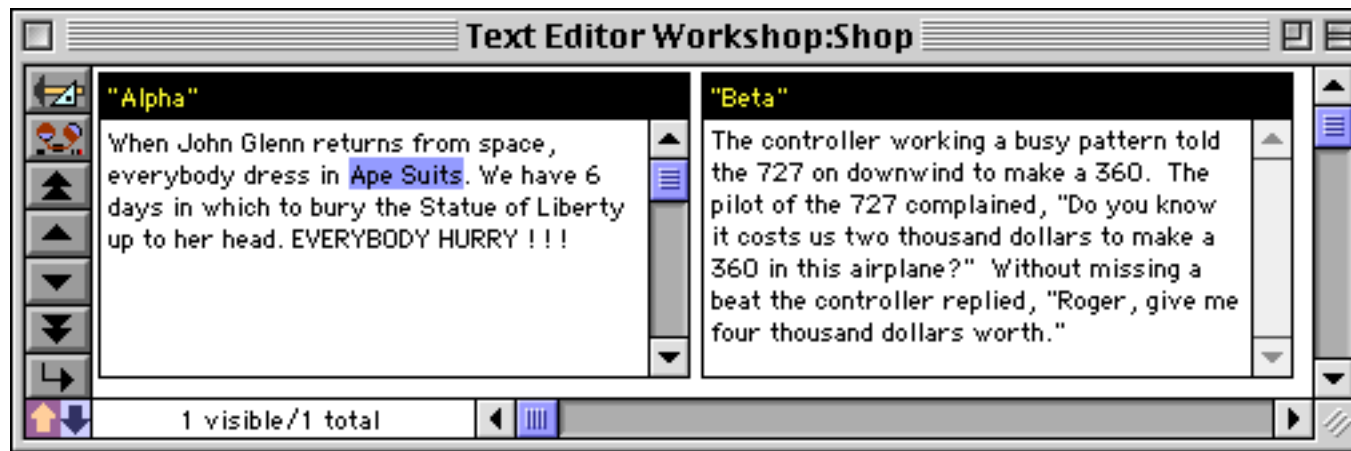 Text Editor Workshop:Shop
"Alpha"
When John Glenn returns from space,
everybody dress in Ape Suits. We have 6
days in which to bury the Statue of Liberty
up to her head. EVERYBODY HURRY ! ! !
"Beta"
The controller working a busy pattern told
the 727 on downwind to make a 360.  The
pilot of the 727 complained, "Do you know
it costs us two thousand dollars to make a
360 in this airplane?"  Without missing a
beat the controller replied, "Roger, give me
four thousand dollars worth."
1 visible/1 total